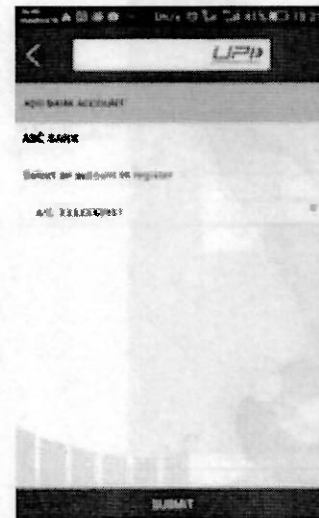 UPI
ADD BANK ACCOUNT
ABC BANK
Select an account to register
A/C
SUBMIT